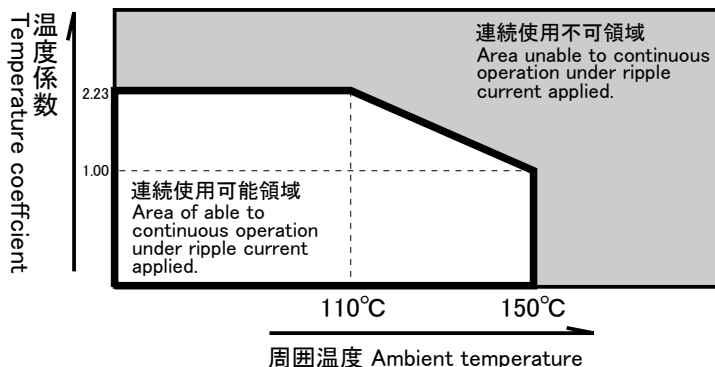 温度係数
Temperature coeffcient
連続使用不可領域
Area unable to continuous
operation under ripple
current applied.
2.23
1.00
連続使用可能領域
Area of able to
continuous operation
under ripple current
applied.
110℃
150℃
周囲温度 Ambient temperature